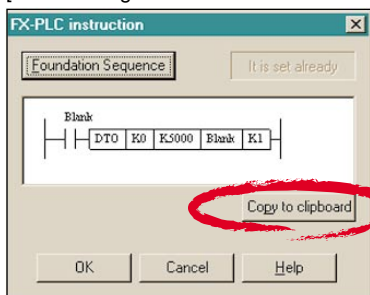 FX-PLC instruction
Foundation Sequence
It is set already
Blank
DTO K0 K5000 Blank K1
Copy to clipboard
OK
Cancel
Help